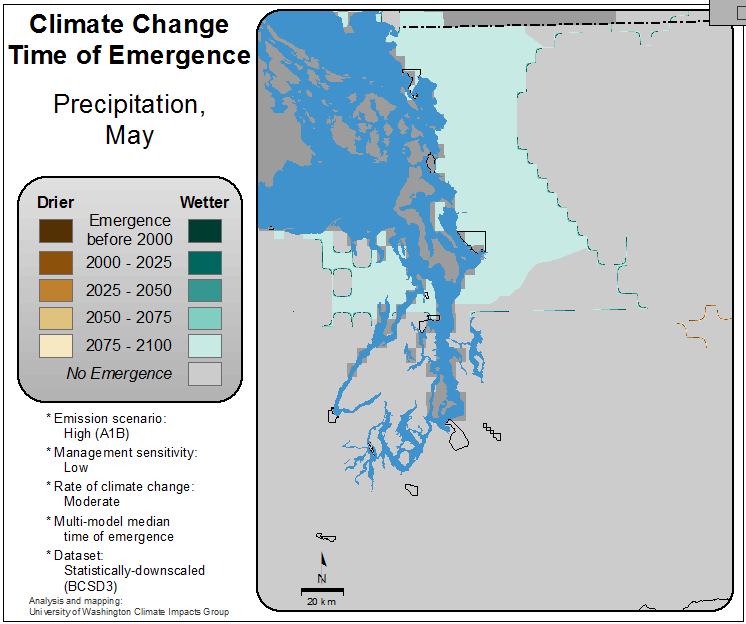 Climate Change
Time of Emergence
Precipitation,
May
Drier Wetter
Emergence
before 2000
2000 - 2025
2025 - 2050
2050 - 2075
2075 - 2100
No Emergence
* Emission scenario:
High (A1B)
* Management sensitivity:
Low
* Rate of climate change:
Moderate
* Multi-model median
time of emergence
* Dataset:
Statistically-downscaled
(BCSD3)
Analysis and mapping:
University of Washington Climate Impacts Group
N
20 km